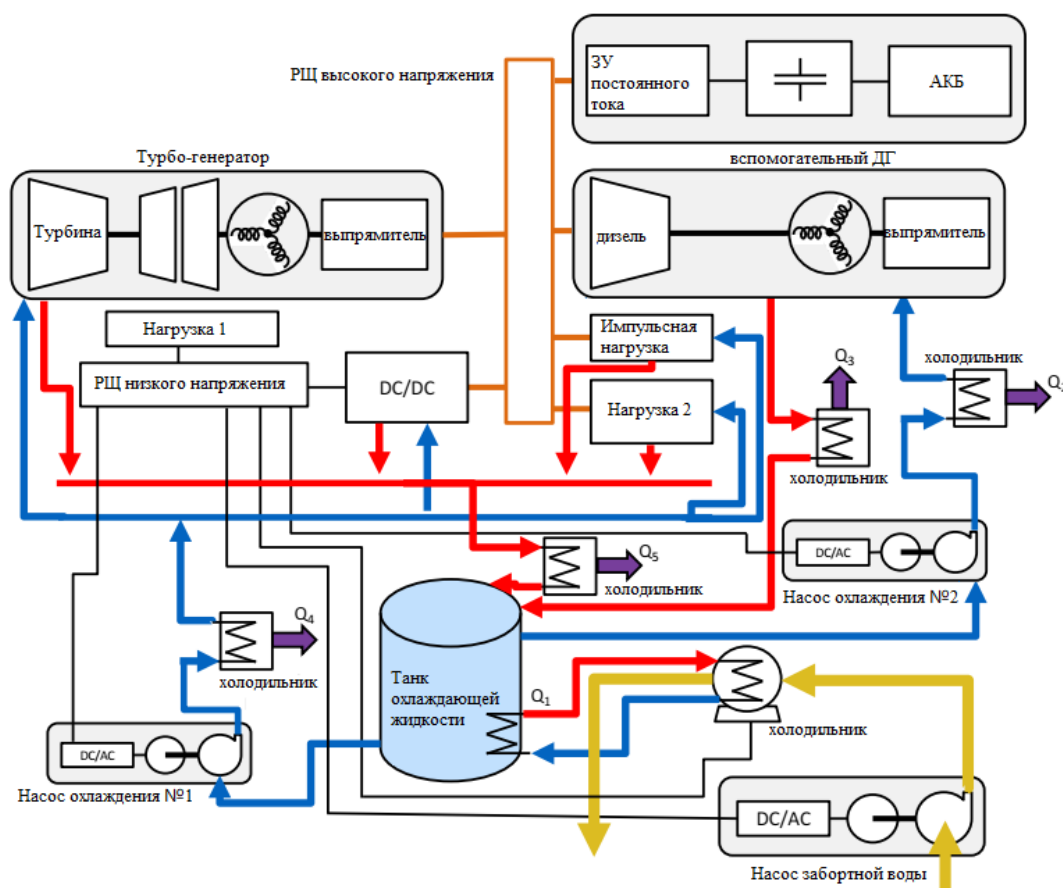 РЩ высокого напряжения
ЗУ
постоянного
тока
АКБ
Турбо-генератор
вспомогательный ДГ
Турбина
выпрямитель
дизель
выпрямитель
Нагрузка 1
РЩ низкого напряжения
DC/DC
Импульсная
нагрузка
Нагрузка 2
Q3
холодильник
холодильник
Q
DC/AC
Насос охлаждения №2
Q5
холодильник
Q4
холодильник
Танк
охлаждающей
жидкости
Q1
холодильник
DC/AC
Насос охлаждения №1
DC/AC
Насос забортной воды